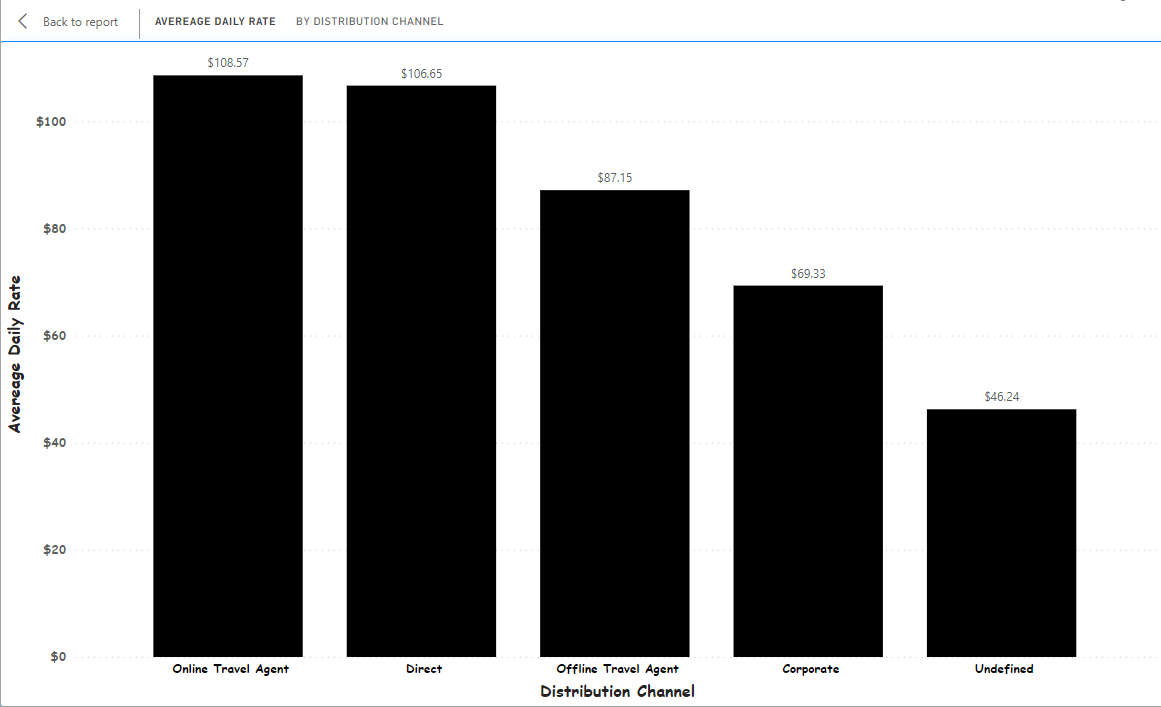 Back to report
AVEREAGE DAILY RATE BY DISTRIBUTION CHANNEL
$108.57
$106.65
$87.15
$69.33
$46.24
$100
$80
$60
$40
$20
$0
Avereage Daily Rate
Online Travel Agent
Direct
Offline Travel Agent
Corporate
Undefined
Distribution Channel